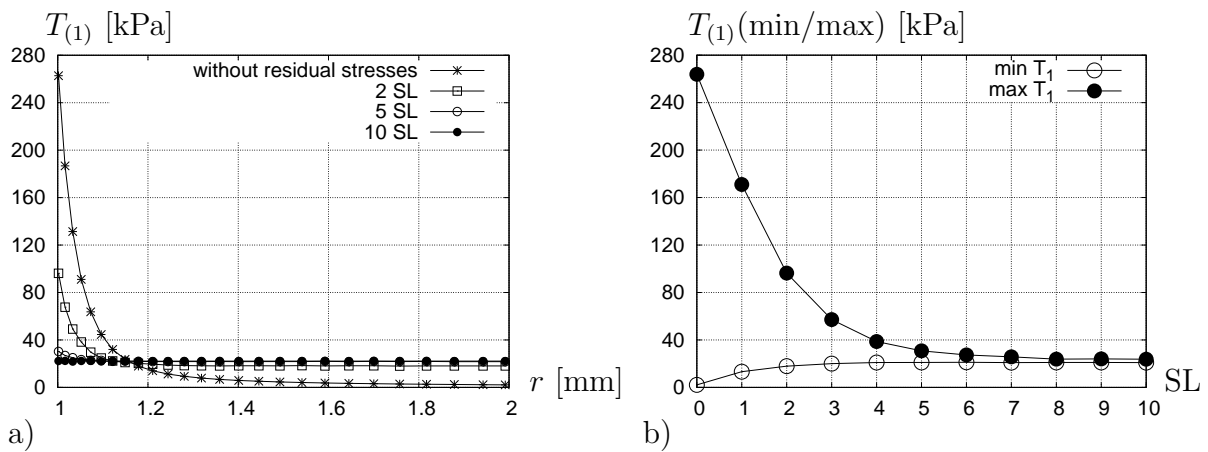 T(1) [kPa]
280
240
200
160
120
80
40
0
without residual stresses
2 SL
5 SL
10 SL
1 1.2 1.4 1.6 1.8 2
r [mm]
a)
T(1)(min/max) [kPa]
280
240
200
160
120
80
40
0
min T1
max T1
0 1 2 3 4 5 6 7 8 9 10
SL
b)